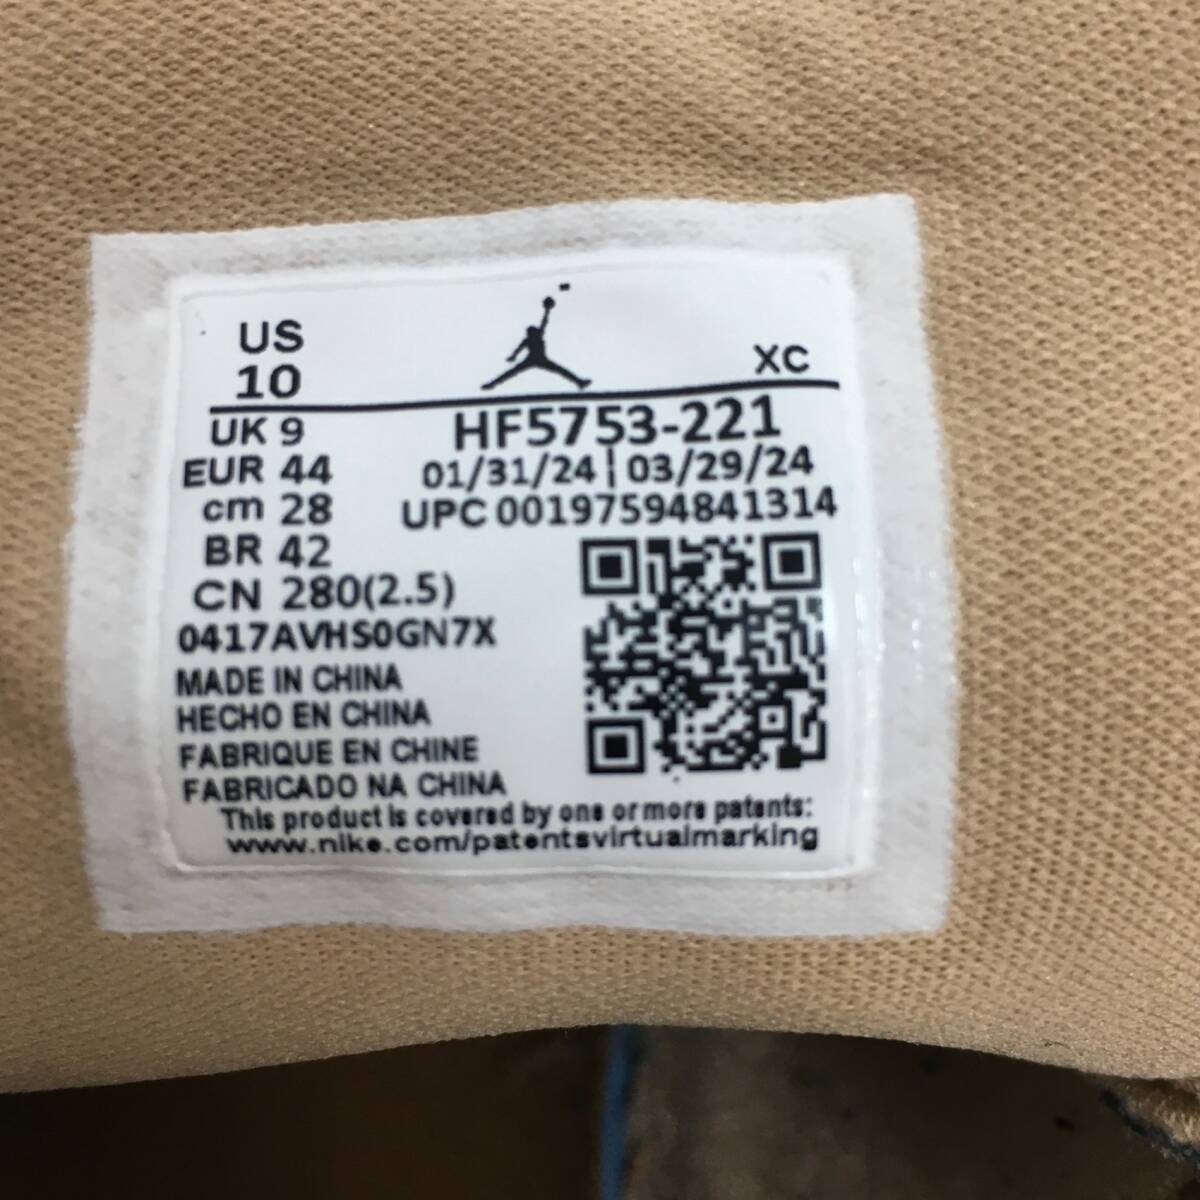 US
10
XC
UK 9
EUR 44
cm 28
BR 42
CN 280(2.5)
HF5753-221
01/31/24 | 03/29/24
UPC 00197594841314
0417AVHS0GN7X
MADE IN CHINA
HECHO EN CHINA
FABRIQUE EN CHINE
FABRICADO NA CHINA
This product is covered by one or more patents:
www.nike.com/patentsvirtualmarking